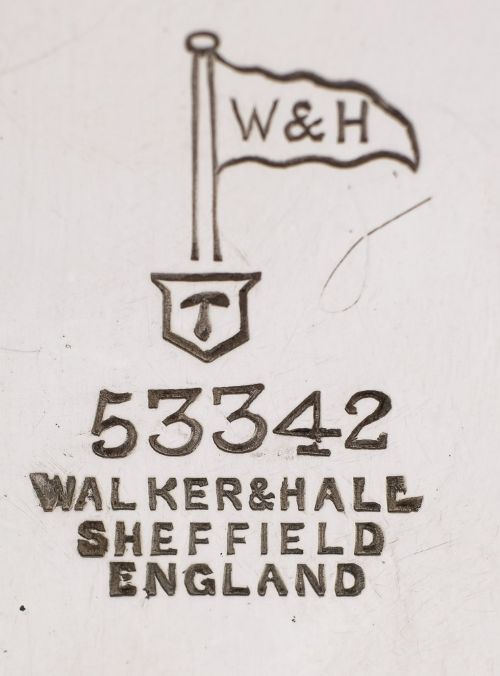 W&H
T
53342
WALKER&HALL
SHEFFIELD
ENGLAND